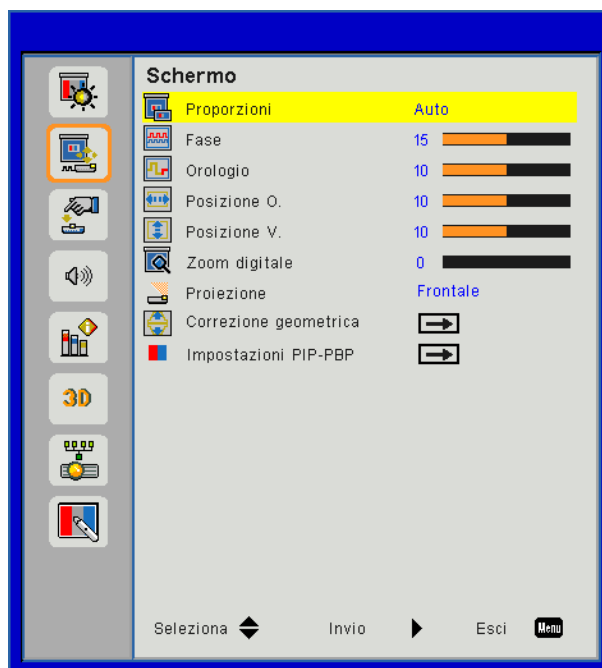 Schermo
Proporzioni Auto
Fase 15
Orologio 10
Posizione O. 10
Posizione V. 10
Zoom digitale 0
Proiezione Frontale
Correzione geometrica
Impostazioni PIP-PBP
3D
Seleziona Invio Esci Menu